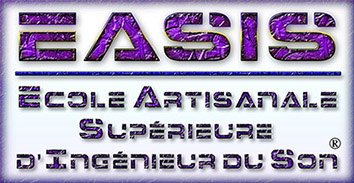 EASIS
École Artisanale
Supérieure
d'Ingénieur du Son ®